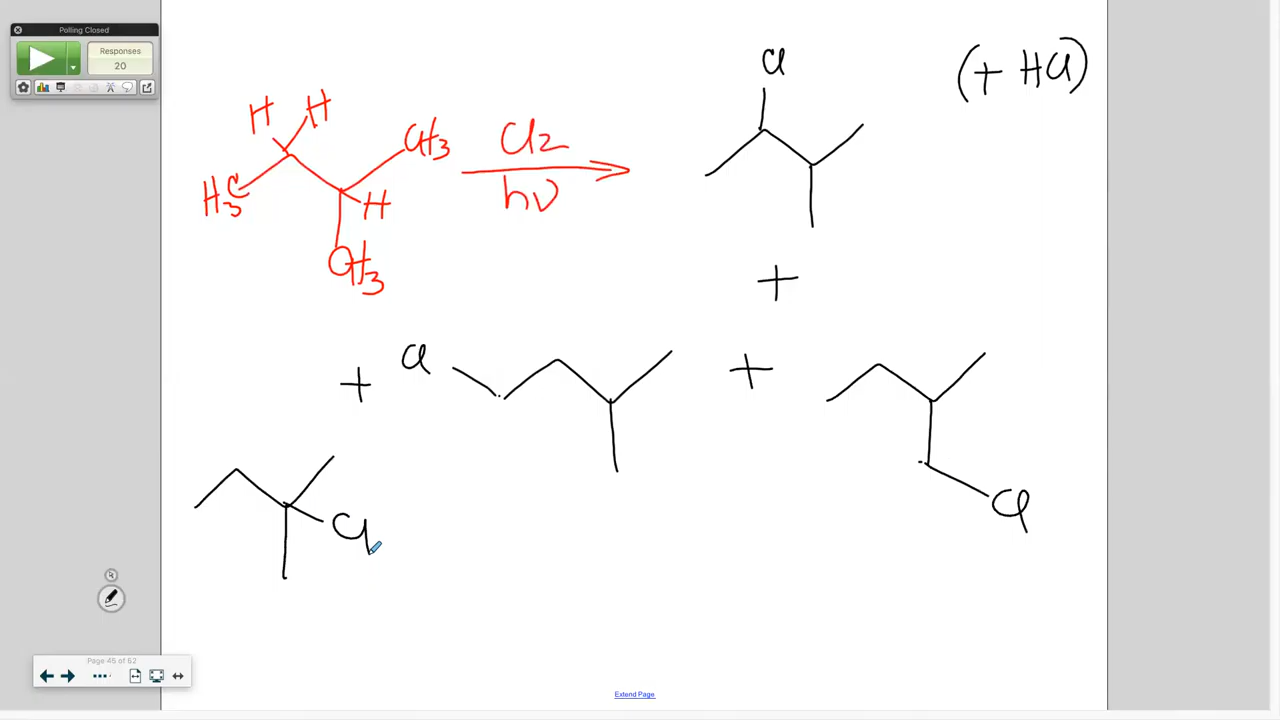 Polling Closed
Responses
20
(+ HCl)
Cl
H H
CH3 Cl2
H3C H hν
CH3
+
+ Cl +
Cl
Cl
Page 45 of 52
Extend Page